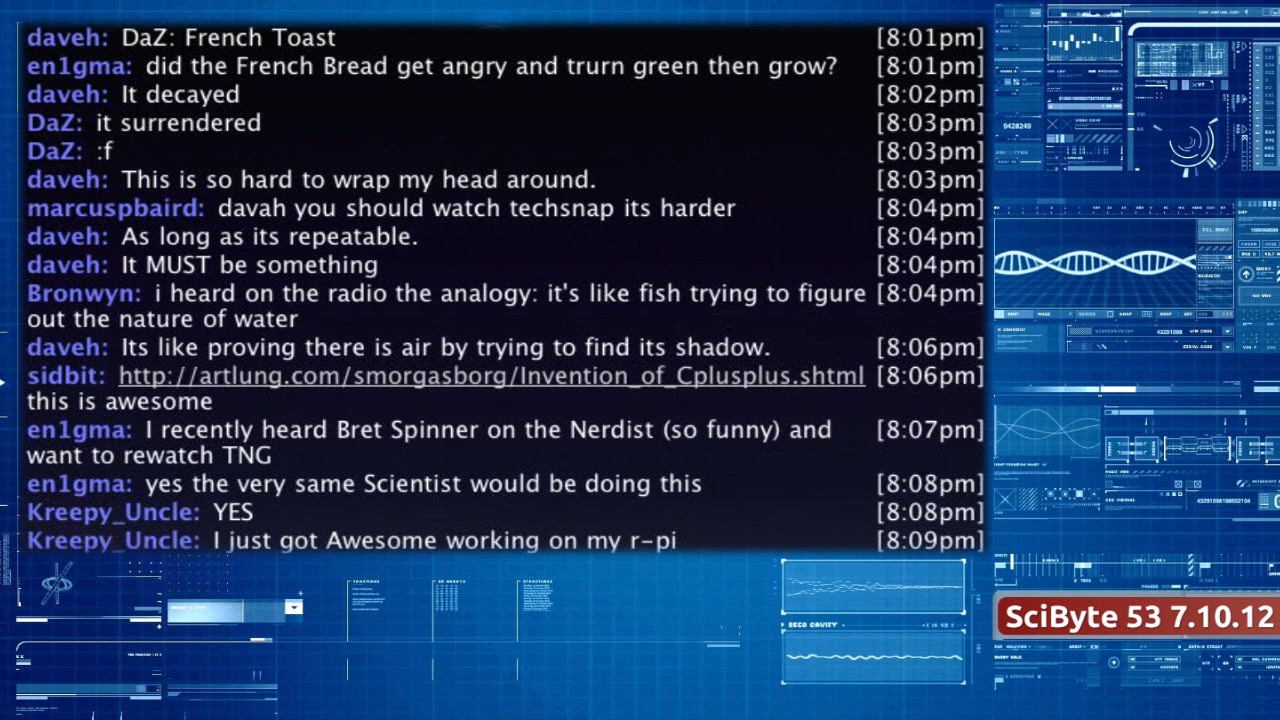 daveh: DaZ: French Toast [8:01pm]
en1gma: did the French Bread get angry and trurn green then grow? [8:01pm]
daveh: It decayed [8:02pm]
DaZ: it surrendered [8:03pm]
DaZ: :f [8:03pm]
daveh: This is so hard to wrap my head around. [8:03pm]
marcuspbaird: davah you should watch techsnap its harder [8:04pm]
daveh: As long as its repeatable. [8:04pm]
daveh: It MUST be something [8:04pm]
Bronwyn: i heard on the radio the analogy: it's like fish trying to figure [8:04pm]
out the nature of water
daveh: Its like proving there is air by trying to find its shadow. [8:06pm]
sidbit: http://artlung.com/smorgasborg/Invention_of_Cplusplus.shtml [8:06pm]
this is awesome
en1gma: I recently heard Bret Spinner on the Nerdist (so funny) and [8:07pm]
want to rewatch TNG
en1gma: yes the very same Scientist would be doing this [8:08pm]
Kreepy_Uncle: YES [8:08pm]
Kreepy_Uncle: I just got Awesome working on my r-pi [8:09pm]
9428249
SciByte 53 7.10.12